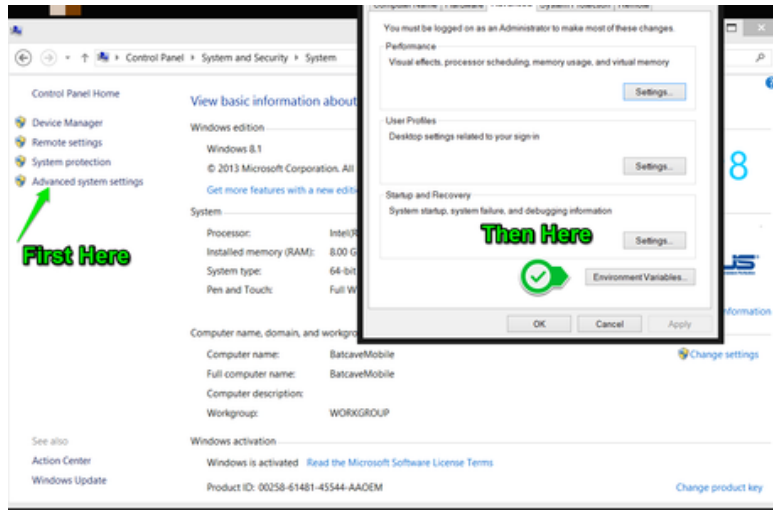 Control Panel
System and Security
System
Control Panel Home
Device Manager
Remote settings
System protection
Advanced system settings
First Here
See also
Action Center
Windows Update
View basic information about
Windows edition
Windows 8.1
© 2013 Microsoft Corporation. All
Get more features with a new
System
Processor:
Installed memory (RAM): 8.00
System type: 64-bit
Pen and Touch: Full
Computer name, domain, and
Computer name: BatcaveMobile
Full computer name: BatcaveMobile
Computer description:
Workgroup: WORKGROUP
Windows activation
Windows is activated Read the Microsoft Software License Terms
Product ID: 00258-61481-45544-AAOEM
Computer Name Hardware Advanced System Protection Remote
You must be logged on as an Administrator to make most of these changes.
Performance
Visual effects, processor scheduling, memory usage, and virtual memory
Settings...
User Profiles
Desktop settings related to your sign-in
Settings...
Startup and Recovery
System startup, system failure, and debugging information
Then Here
Settings...
Environment Variables...
OK Cancel Apply
8
Change settings
Change product key